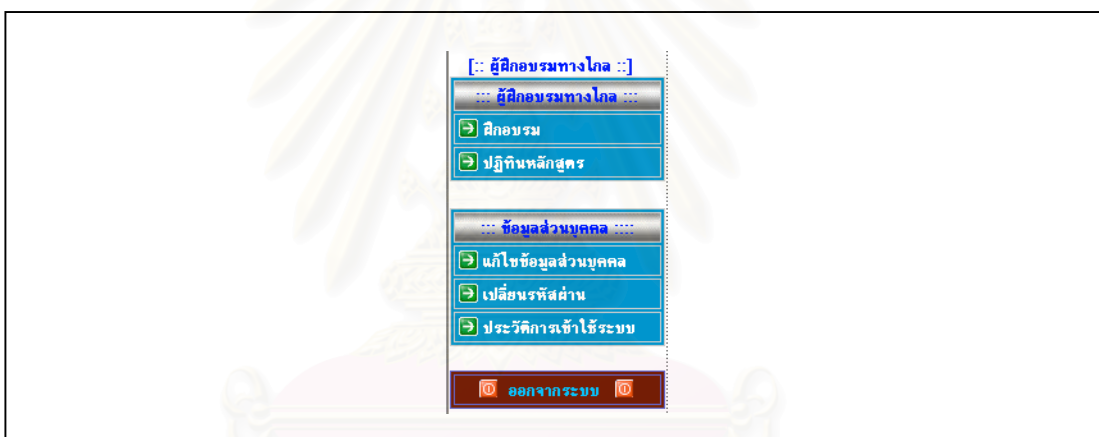 [:: ผู้ฝึกอบรมทางไกล ::]
::: ผู้ฝึกอบรมทางไกล :::
ฝึกอบรม
ปฏิทินหลักสูตร
::: ข้อมูลส่วนบุคคล ::::
แก้ไขข้อมูลส่วนบุคคล
เปลี่ยนรหัสผ่าน
ประวัติการเข้าใช้ระบบ
ออกจากระบบ